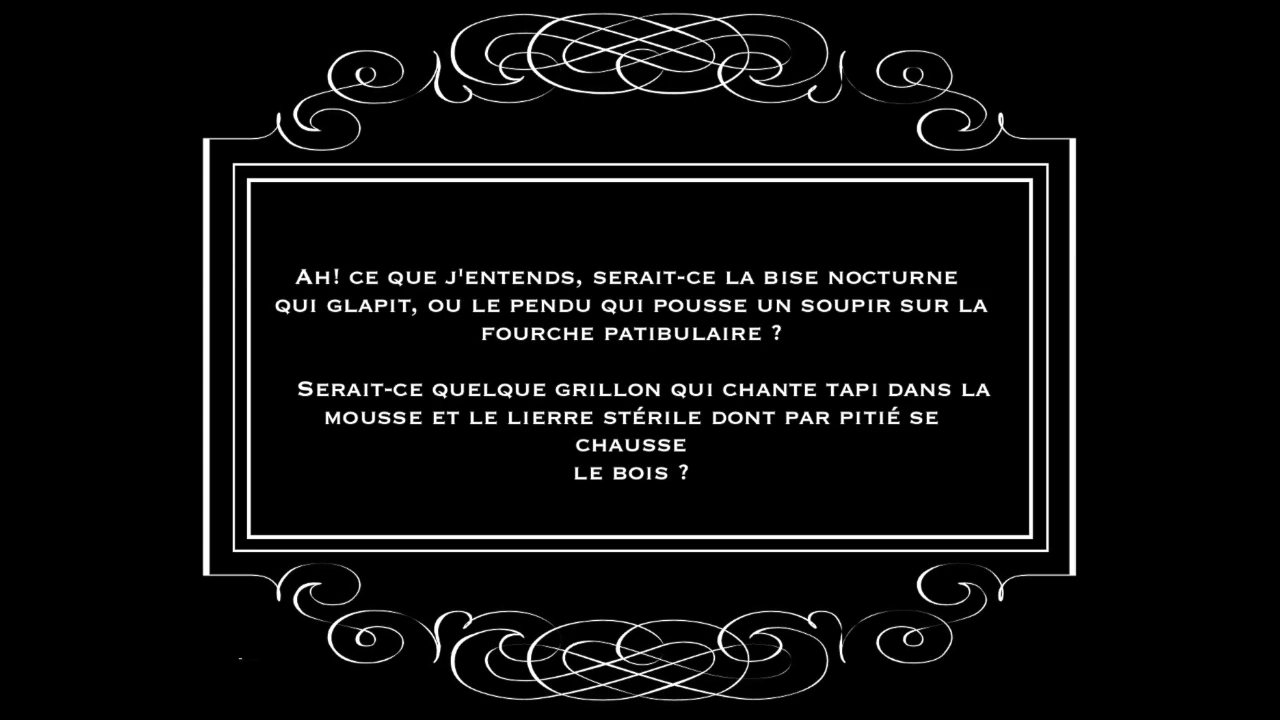 Ah! ce que j'entends, serait-ce la bise nocturne
qui glapit, ou le pendu qui pousse un soupir sur la
fourche patibulaire ?
Serait-ce quelque grillon qui chante tapi dans la
mousse et le lierre stérile dont par pitié se
chausse
le bois ?